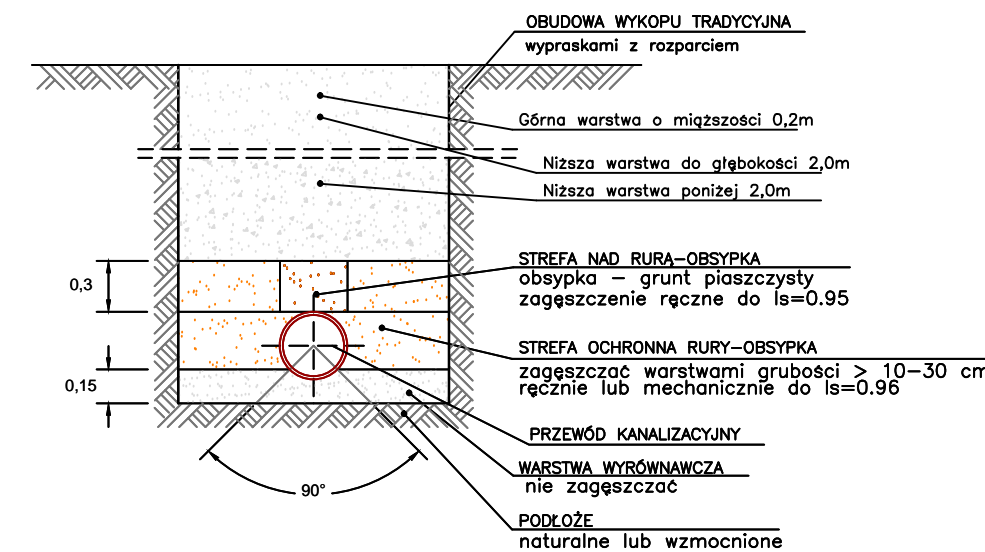 OBUDOWA WYKOPU TRADYCYJNA
wypraskami z rozparciem
Górna warstwa o miąższości 0,2m
Niższa warstwa do głębokości 2,0m
Niższa warstwa poniżej 2,0m
STREFA NAD RURĄ-OBSYPKA
obsypka – grunt piaszczysty
zagęszczenie ręczne do Is=0.95
0,3
STREFA OCHRONNA RURY-OBSYPKA
zagęszczać warstwami grubości > 10-30 cm
ręcznie lub mechanicznie do Is=0.96
0,15
PRZEWÓD KANALIZACYJNY
WARSTWA WYRÓWNAWCZA
nie zagęszczać
90°
PODŁOŻE
naturalne lub wzmocnione